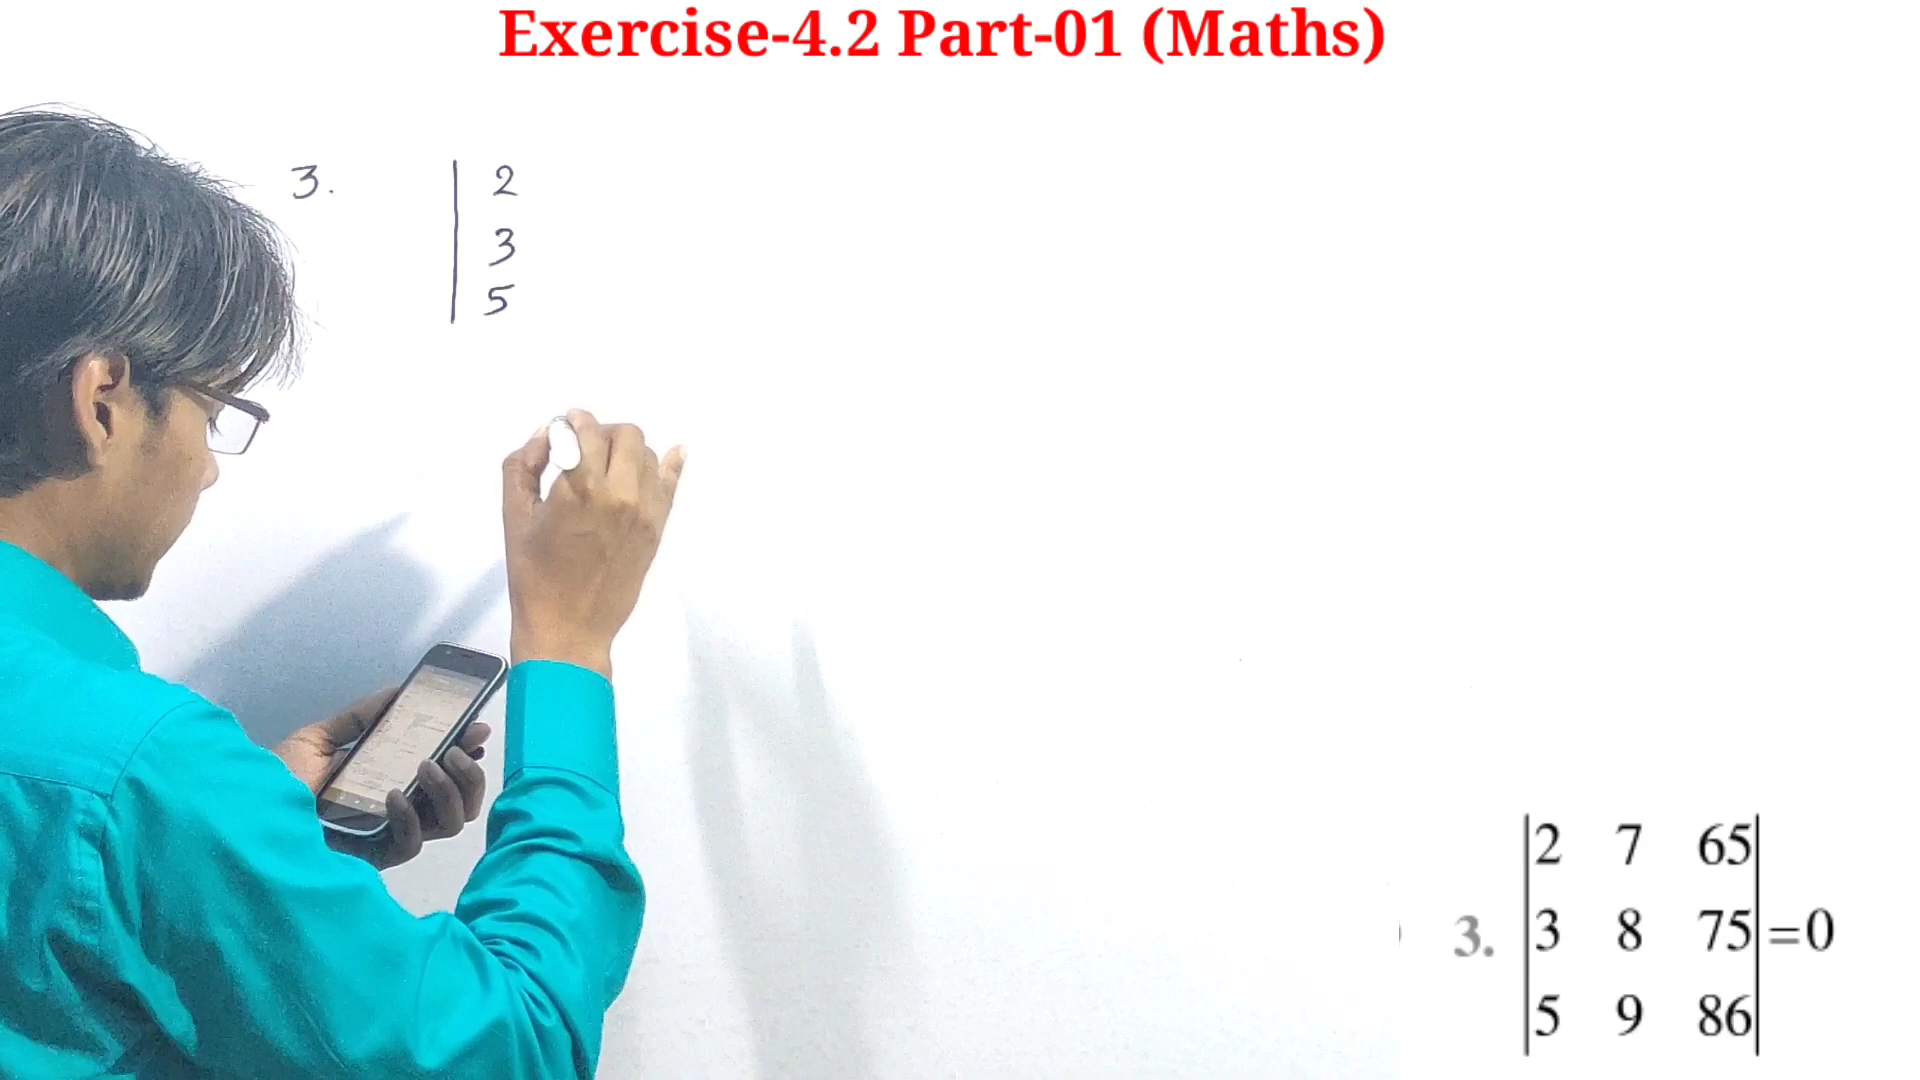 Exercise-4.2 Part-01 (Maths)
3. | 2
3
5
3. |2 7 65|
|3 8 75| =0
|5 9 86|